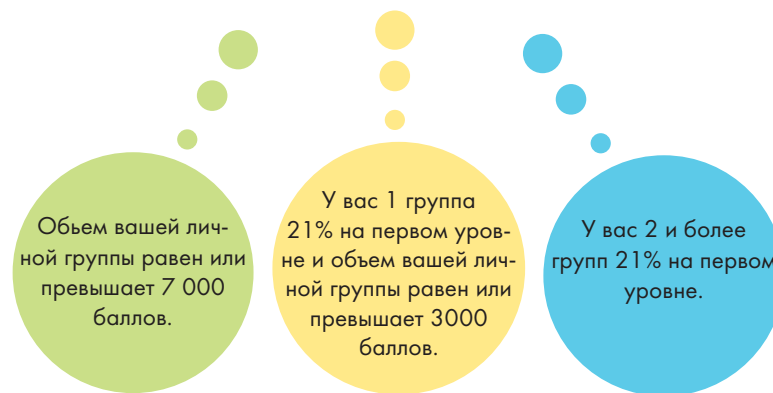 Обьем вашей лич-
ной группы равен или
превышает 7 000
баллов.
У вас 1 группа
21% на первом уров-
не и объем вашей лич-
ной группы равен или
превышает 3000
баллов.
У вас 2 и более
групп 21% на первом
уровне.